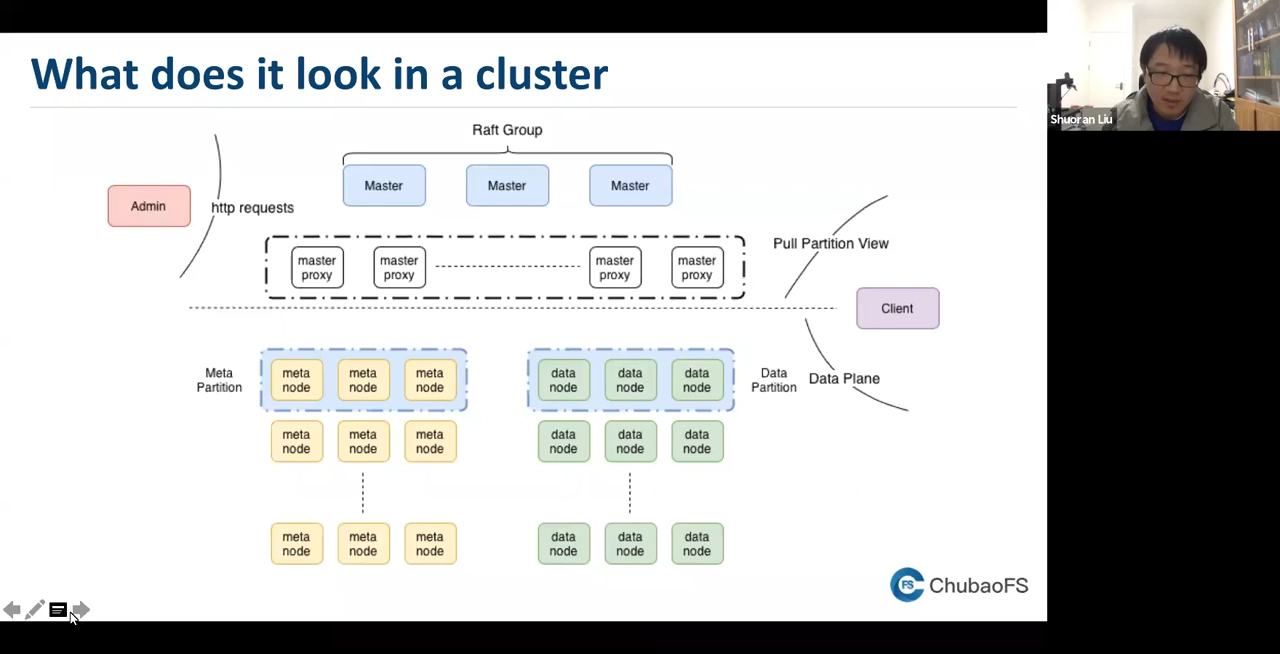 What does it look in a cluster
Shuoran Liu
Raft Group
Master
Master
Master
Admin
http requests
master
proxy
master
proxy
master
proxy
master
proxy
Pull Partition View
Client
Meta
Partition
meta
node
meta
node
meta
node
data
node
data
node
data
node
Data
Partition
Data Plane
meta
node
meta
node
meta
node
data
node
data
node
data
node
meta
node
meta
node
meta
node
data
node
data
node
data
node
FS
ChubaoFS